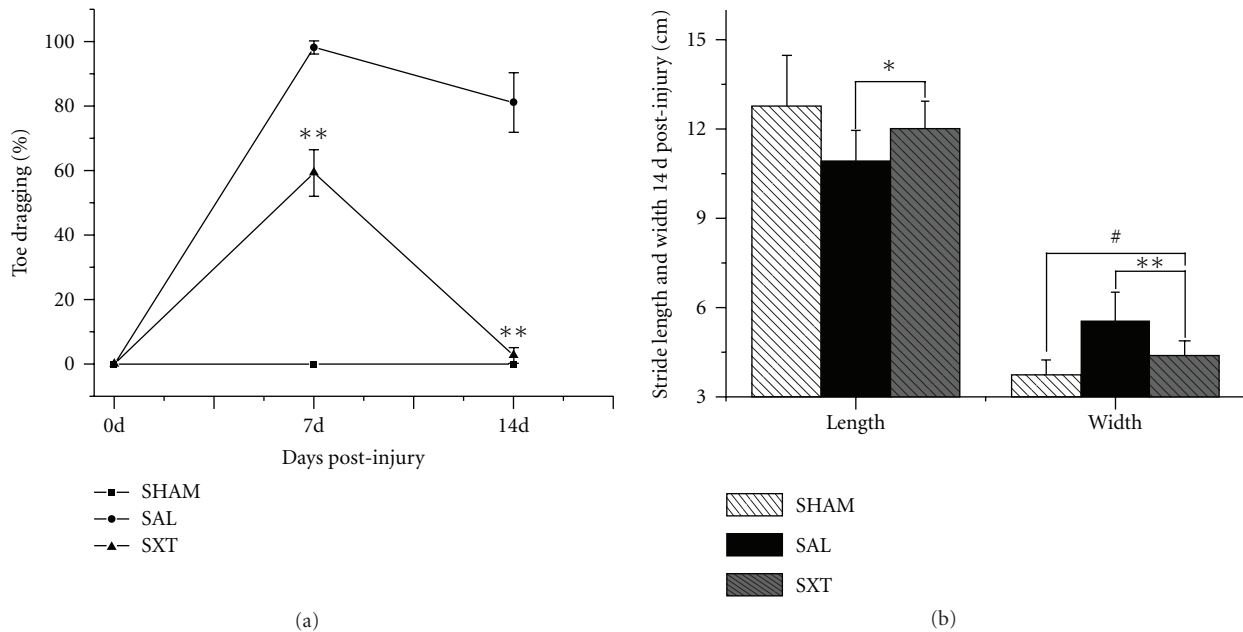 100
80
60
40
20
0
Toe dragging (%)
**
**
0d 7d 14d
Days post-injury
SHAM
SAL
SXT
(a)
15
12
9
6
3
Stride length and width 14 d post-injury (cm)
*
#
**
Length Width
SHAM
SAL
SXT
(b)